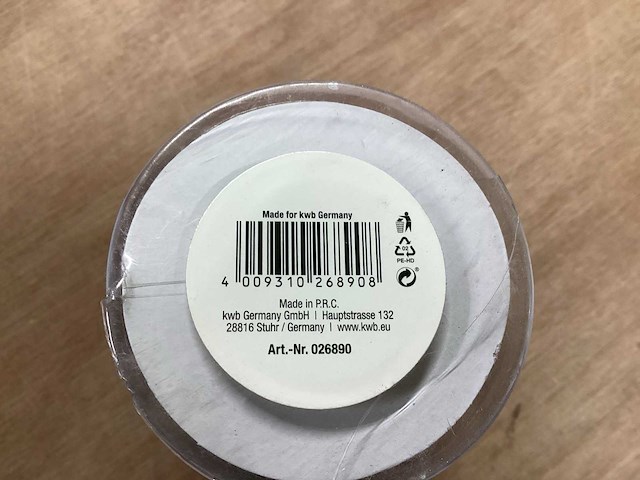 Made for kwb Germany
4 009310 268908
02
PE-HD
Made in P.R.C.
kwb Germany GmbH | Hauptstrasse 132
28816 Stuhr / Germany | www.kwb.eu
Art.-Nr. 026890